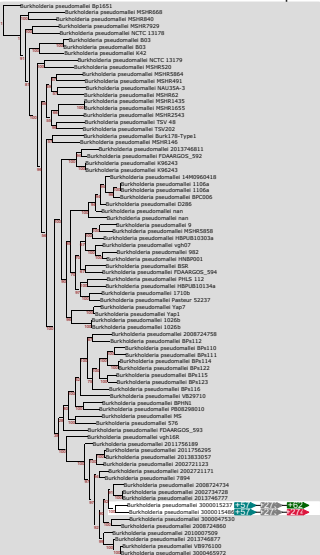 Burkholderia pseudomallei Bp1651
Burkholderia pseudomallei MSHR668
Burkholderia pseudomallei MSHR840
Burkholderia pseudomallei MSHR7929
Burkholderia pseudomallei NCTC 13178
Burkholderia pseudomallei B03
Burkholderia pseudomallei B03
Burkholderia pseudomallei K42
Burkholderia pseudomallei NCTC 13179
Burkholderia pseudomallei MSHR520
Burkholderia pseudomallei MSHR5864
Burkholderia pseudomallei MSHR491
Burkholderia pseudomallei NAU35A-3
Burkholderia pseudomallei MSHR62
Burkholderia pseudomallei MSHR1435
Burkholderia pseudomallei MSHR1655
Burkholderia pseudomallei MSHR2543
Burkholderia pseudomallei TSV 48
Burkholderia pseudomallei TSV202
Burkholderia pseudomallei Burk178-Type1
Burkholderia pseudomallei MSHR146
Burkholderia pseudomallei 2013746811
Burkholderia pseudomallei FDAARGOS_592
Burkholderia pseudomallei K96243
Burkholderia pseudomallei K96243
Burkholderia pseudomallei 14M0960418
Burkholderia pseudomallei 1106a
Burkholderia pseudomallei 1106a
Burkholderia pseudomallei BPC006
Burkholderia pseudomallei D286
Burkholderia pseudomallei nan
Burkholderia pseudomallei nan
Burkholderia pseudomallei 9
Burkholderia pseudomallei MSHR5858
Burkholderia pseudomallei HBPUB10303a
Burkholderia pseudomallei vgh07
Burkholderia pseudomallei 982
Burkholderia pseudomallei HNBP001
Burkholderia pseudomallei BSR
Burkholderia pseudomallei FDAARGOS_594
Burkholderia pseudomallei PHLS 112
Burkholderia pseudomallei HBPUB10134a
Burkholderia pseudomallei 1710b
Burkholderia pseudomallei Pasteur 52237
Burkholderia pseudomallei Yap7
Burkholderia pseudomallei Yap1
Burkholderia pseudomallei 1026b
Burkholderia pseudomallei 1026b
Burkholderia pseudomallei 2008724758
Burkholderia pseudomallei BPs112
Burkholderia pseudomallei BPs110
Burkholderia pseudomallei BPs111
Burkholderia pseudomallei BPs114
Burkholderia pseudomallei BPs122
Burkholderia pseudomallei BPs115
Burkholderia pseudomallei BPs123
Burkholderia pseudomallei BPs116
Burkholderia pseudomallei VB29710
Burkholderia pseudomallei BPHN1
Burkholderia pseudomallei PB08298010
Burkholderia pseudomallei MS
Burkholderia pseudomallei 576
Burkholderia pseudomallei FDAARGOS_593
Burkholderia pseudomallei vgh16R
Burkholderia pseudomallei 2011756189
Burkholderia pseudomallei 2011756295
Burkholderia pseudomallei 2013833057
Burkholderia pseudomallei 2002721123
Burkholderia pseudomallei 2002721171
Burkholderia pseudomallei 7894
Burkholderia pseudomallei 2008724734
Burkholderia pseudomallei 2002734728
Burkholderia pseudomallei 2013746777
Burkholderia pseudomallei 3000015237
Burkholderia pseudomallei 3000015486
Burkholderia pseudomallei 3000047530
Burkholderia pseudomallei 2008724860
Burkholderia pseudomallei 2010007509
Burkholderia pseudomallei 2013746877
Burkholderia pseudomallei VB976100
Burkholderia pseudomallei 3000465972